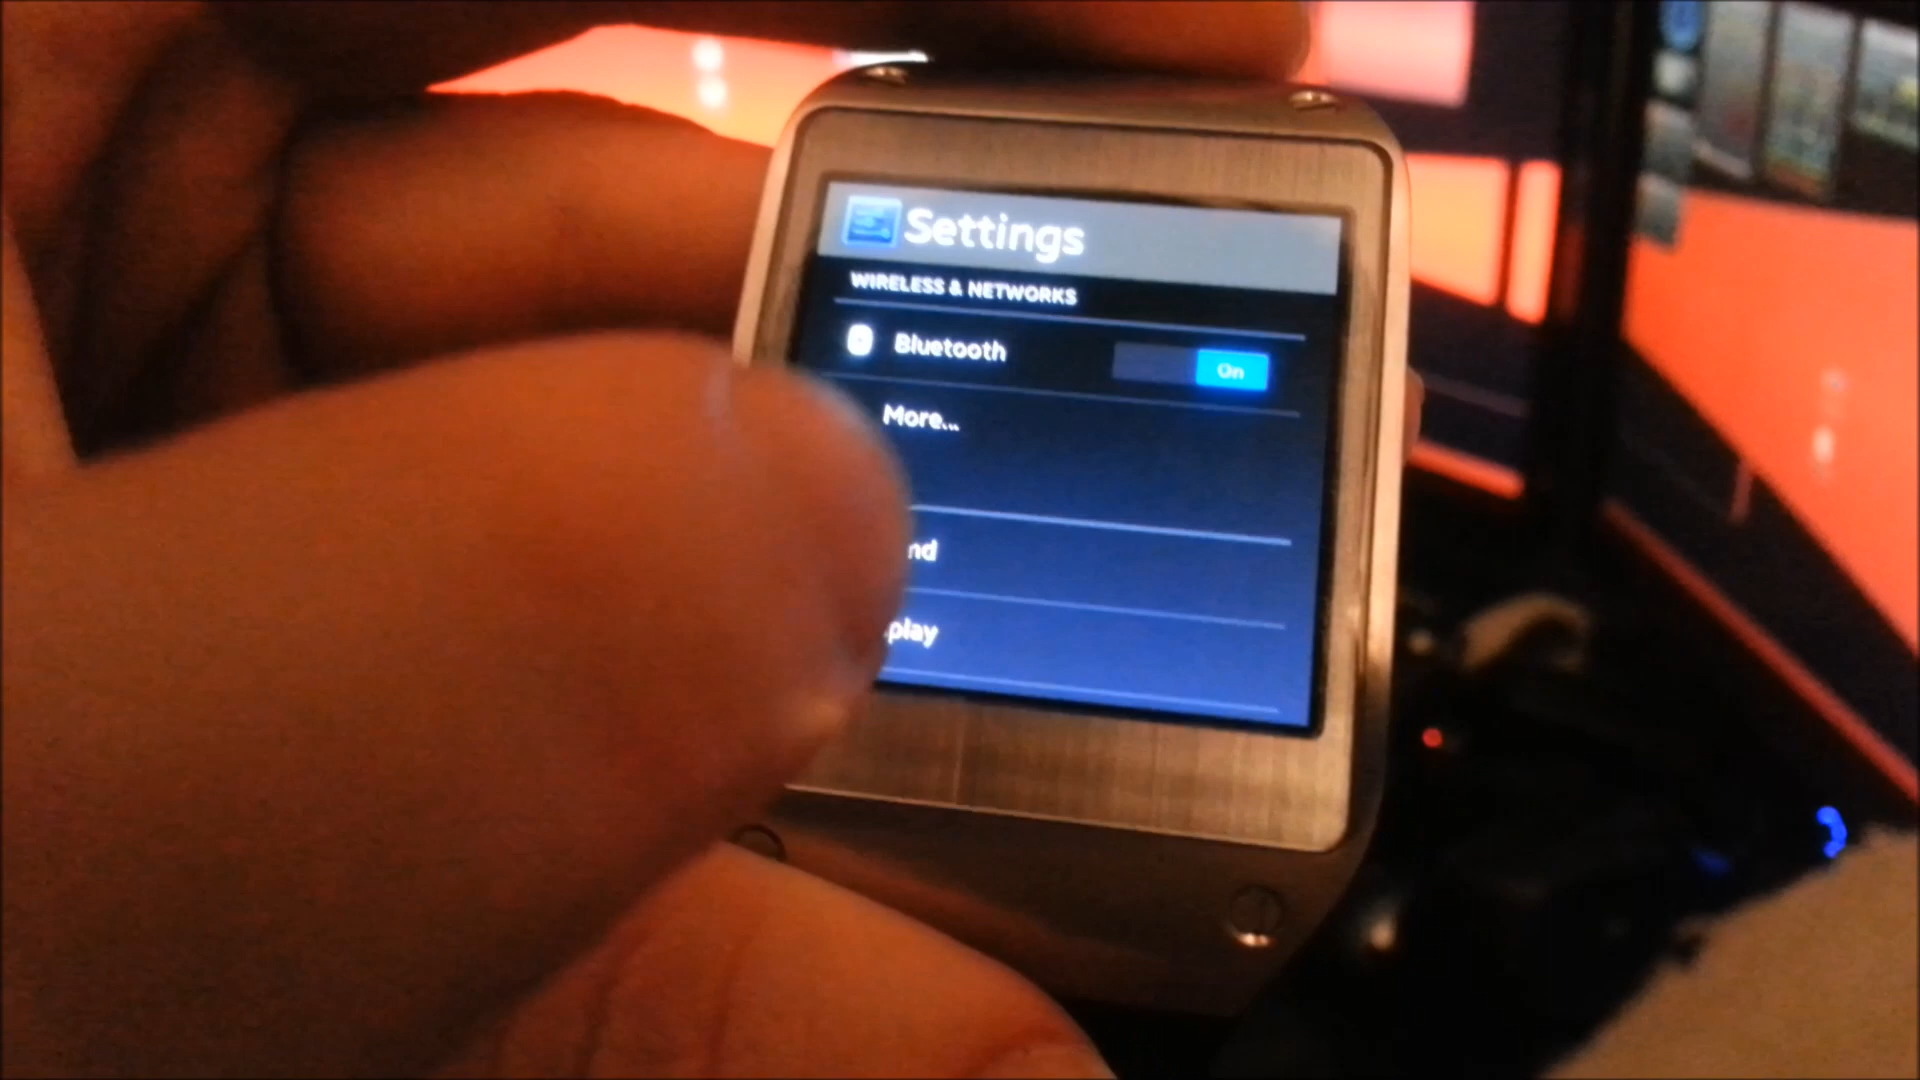 Settings
WIRELESS & NETWORKS
Bluetooth On
More...
nd
play